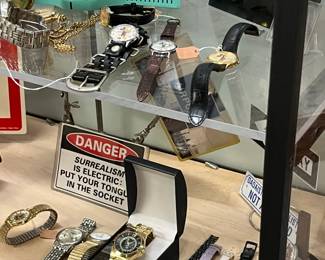 DANGER
SURREALISM
IS ELECTRIC:
PUT YOUR TONGUE
IN THE SOCKET
NOT